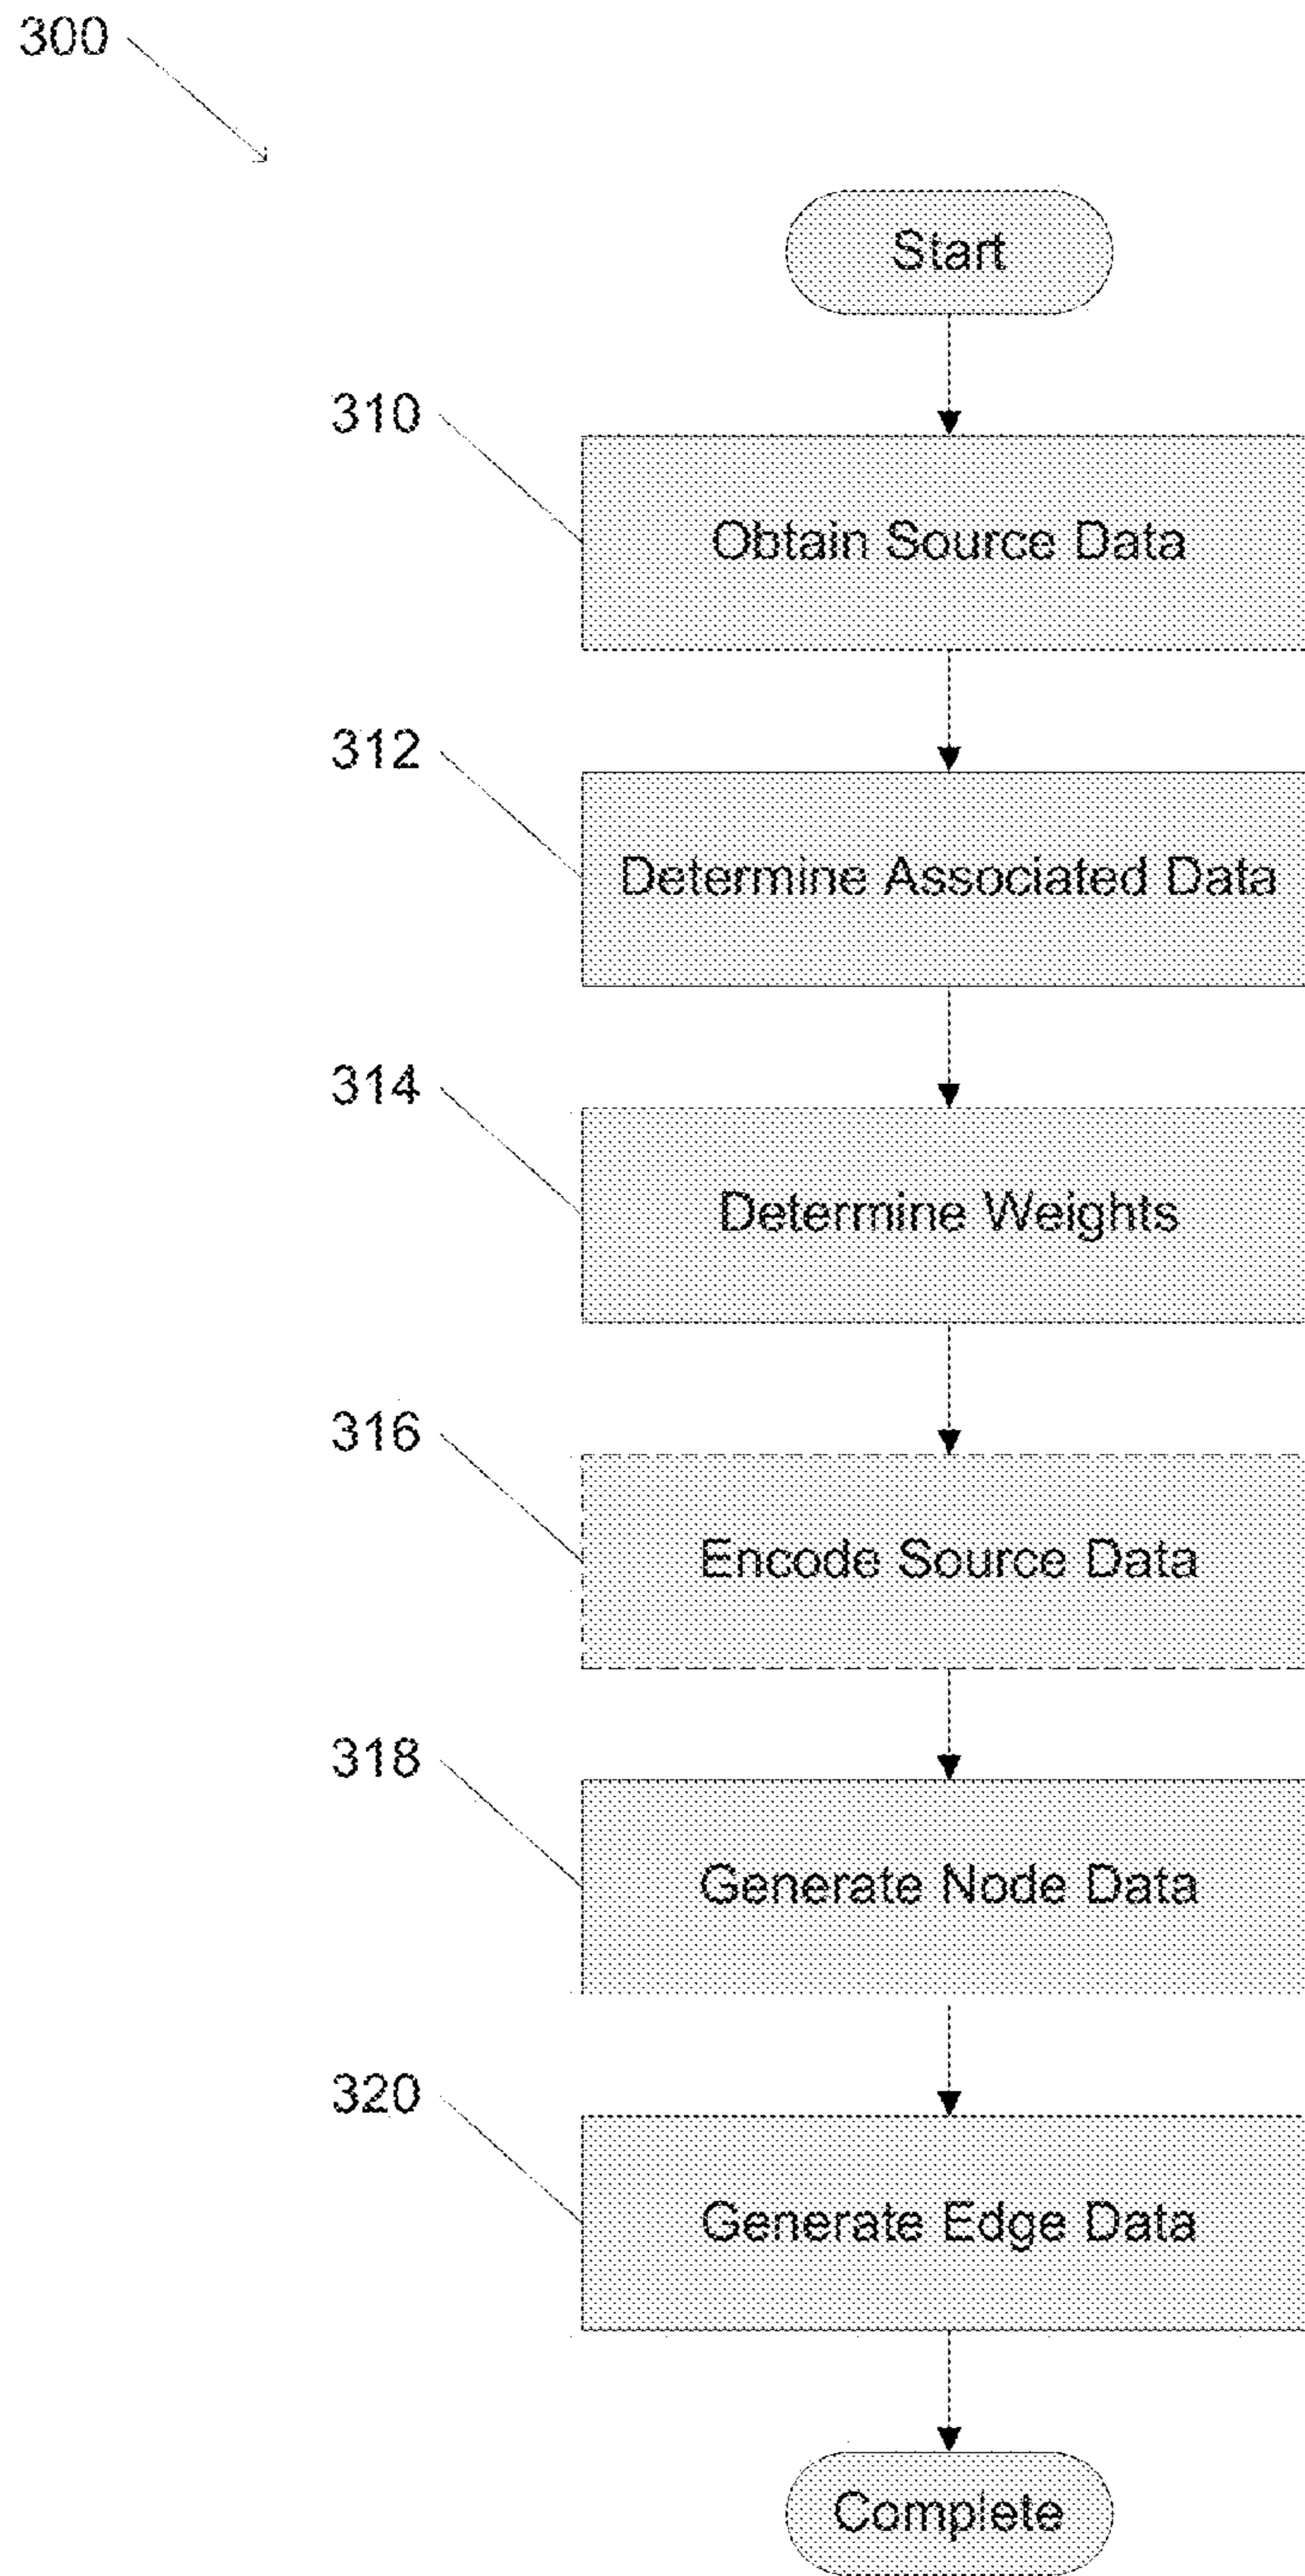 300
Start
310
Obtain Source Data
312
Determine Associated Data
314
Determine Weights
316
Encode Source Data
318
Generate Node Data
320
Generate Edge Data
Complete